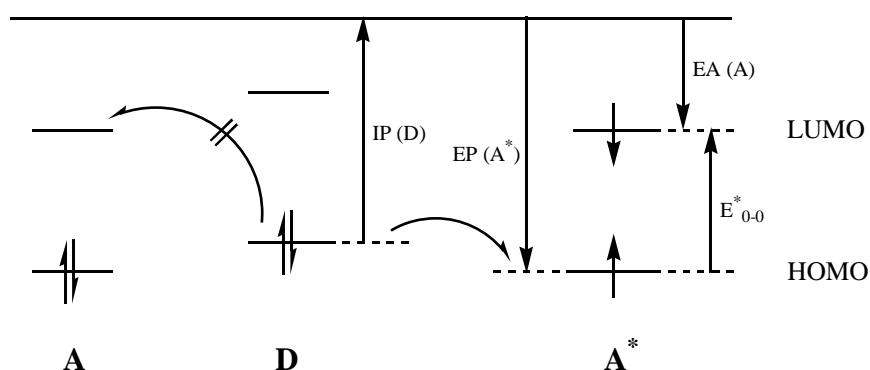 EA (A)
IP (D)
EP (A*)
LUMO
E*0-0
HOMO
A
D
A*